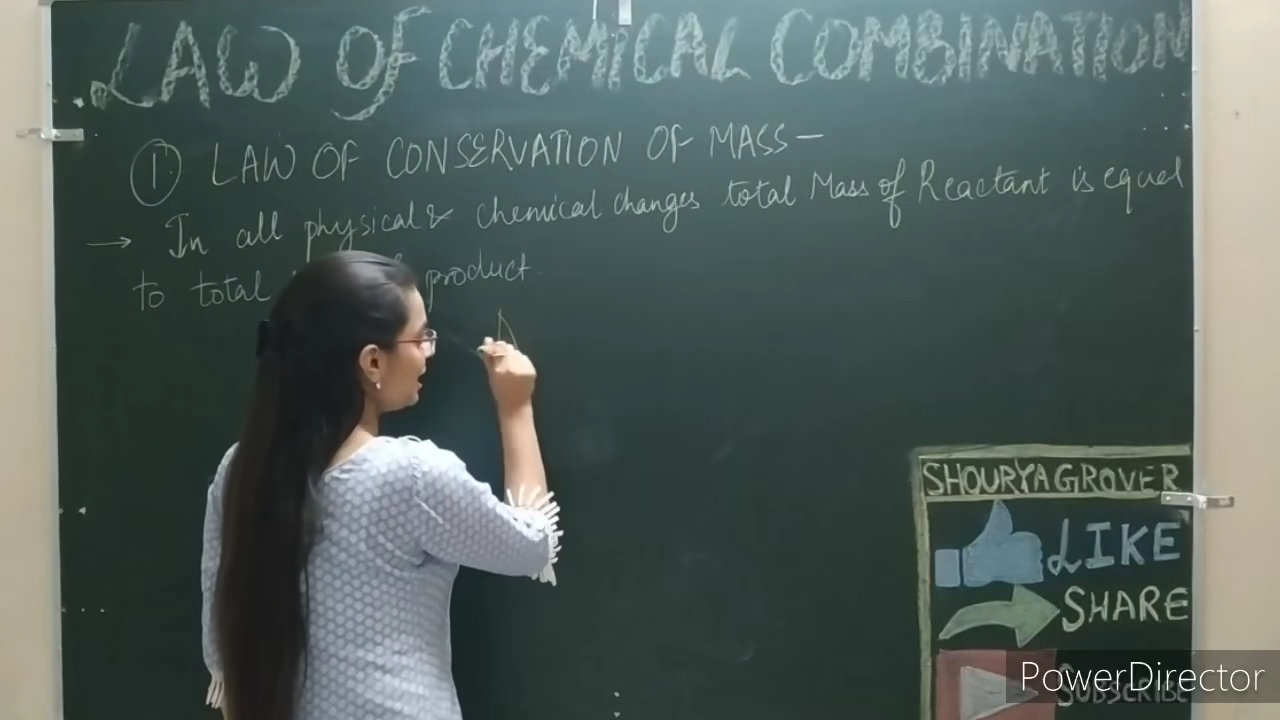 LAW OF CHEMICAL COMBINATION
① LAW OF CONSERVATION OF MASS —
→ In all physical & chemical changes total Mass of Reactant is equal
to total product.
SHOURYA GROVER
LIKE
SHARE
SUBSCRIBE
PowerDirector